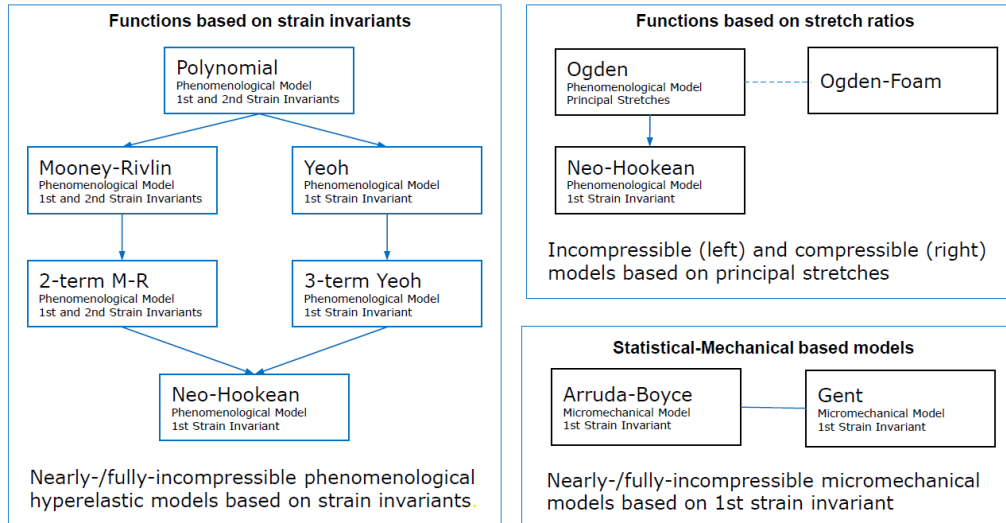 Functions based on strain invariants
Polynomial
Phenomenological Model
1st and 2nd Strain Invariants
Mooney-Rivlin
Phenomenological Model
1st and 2nd Strain Invariants
Yeoh
Phenomenological Model
1st Strain Invariant
2-term M-R
Phenomenological Model
1st and 2nd Strain Invariants
3-term Yeoh
Phenomenological Model
1st Strain Invariant
Neo-Hookean
Phenomenological Model
1st Strain Invariant
Nearly-/fully-incompressible phenomenological
hyperelastic models based on strain invariants.
Functions based on stretch ratios
Ogden
Phenomenological Model
Principal Stretches
Ogden-Foam
Neo-Hookean
Phenomenological Model
1st Strain Invariant
Incompressible (left) and compressible (right)
models based on principal stretches
Statistical-Mechanical based models
Arruda-Boyce
Micromechanical Model
1st Strain Invariant
Gent
Micromechanical Model
1st Strain Invariant
Nearly-/fully-incompressible micromechanical
models based on 1st strain invariant